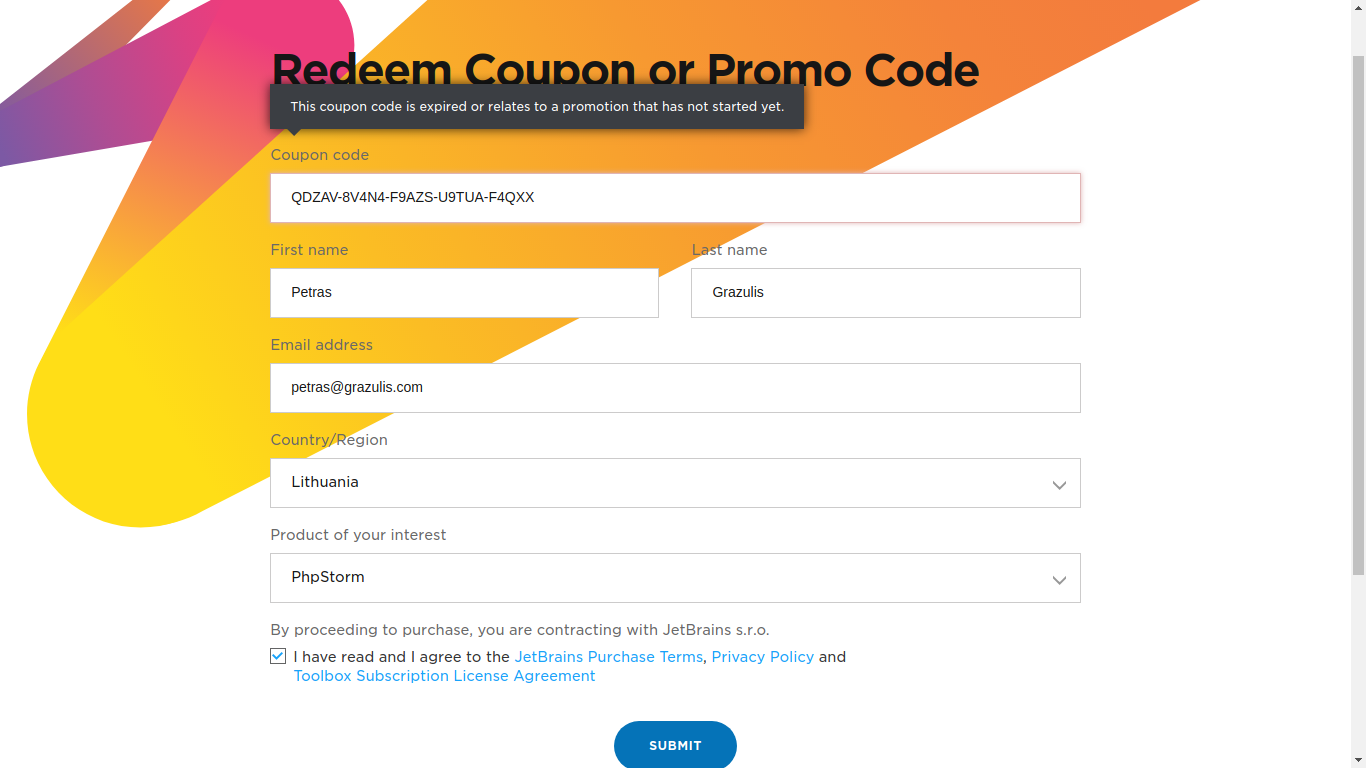 Redeem Coupon or Promo Code
This coupon code is expired or relates to a promotion that has not started yet.
Coupon code
QDZAV-8V4N4-F9AZS-U9TUA-F4QXX
First name
Last name
Petras
Grazulis
Email address
petras@grazulis.com
Country/Region
Lithuania
Product of your interest
PhpStorm
By proceeding to purchase, you are contracting with JetBrains s.r.o.
I have read and I agree to the JetBrains Purchase Terms, Privacy Policy and
Toolbox Subscription License Agreement
SUBMIT